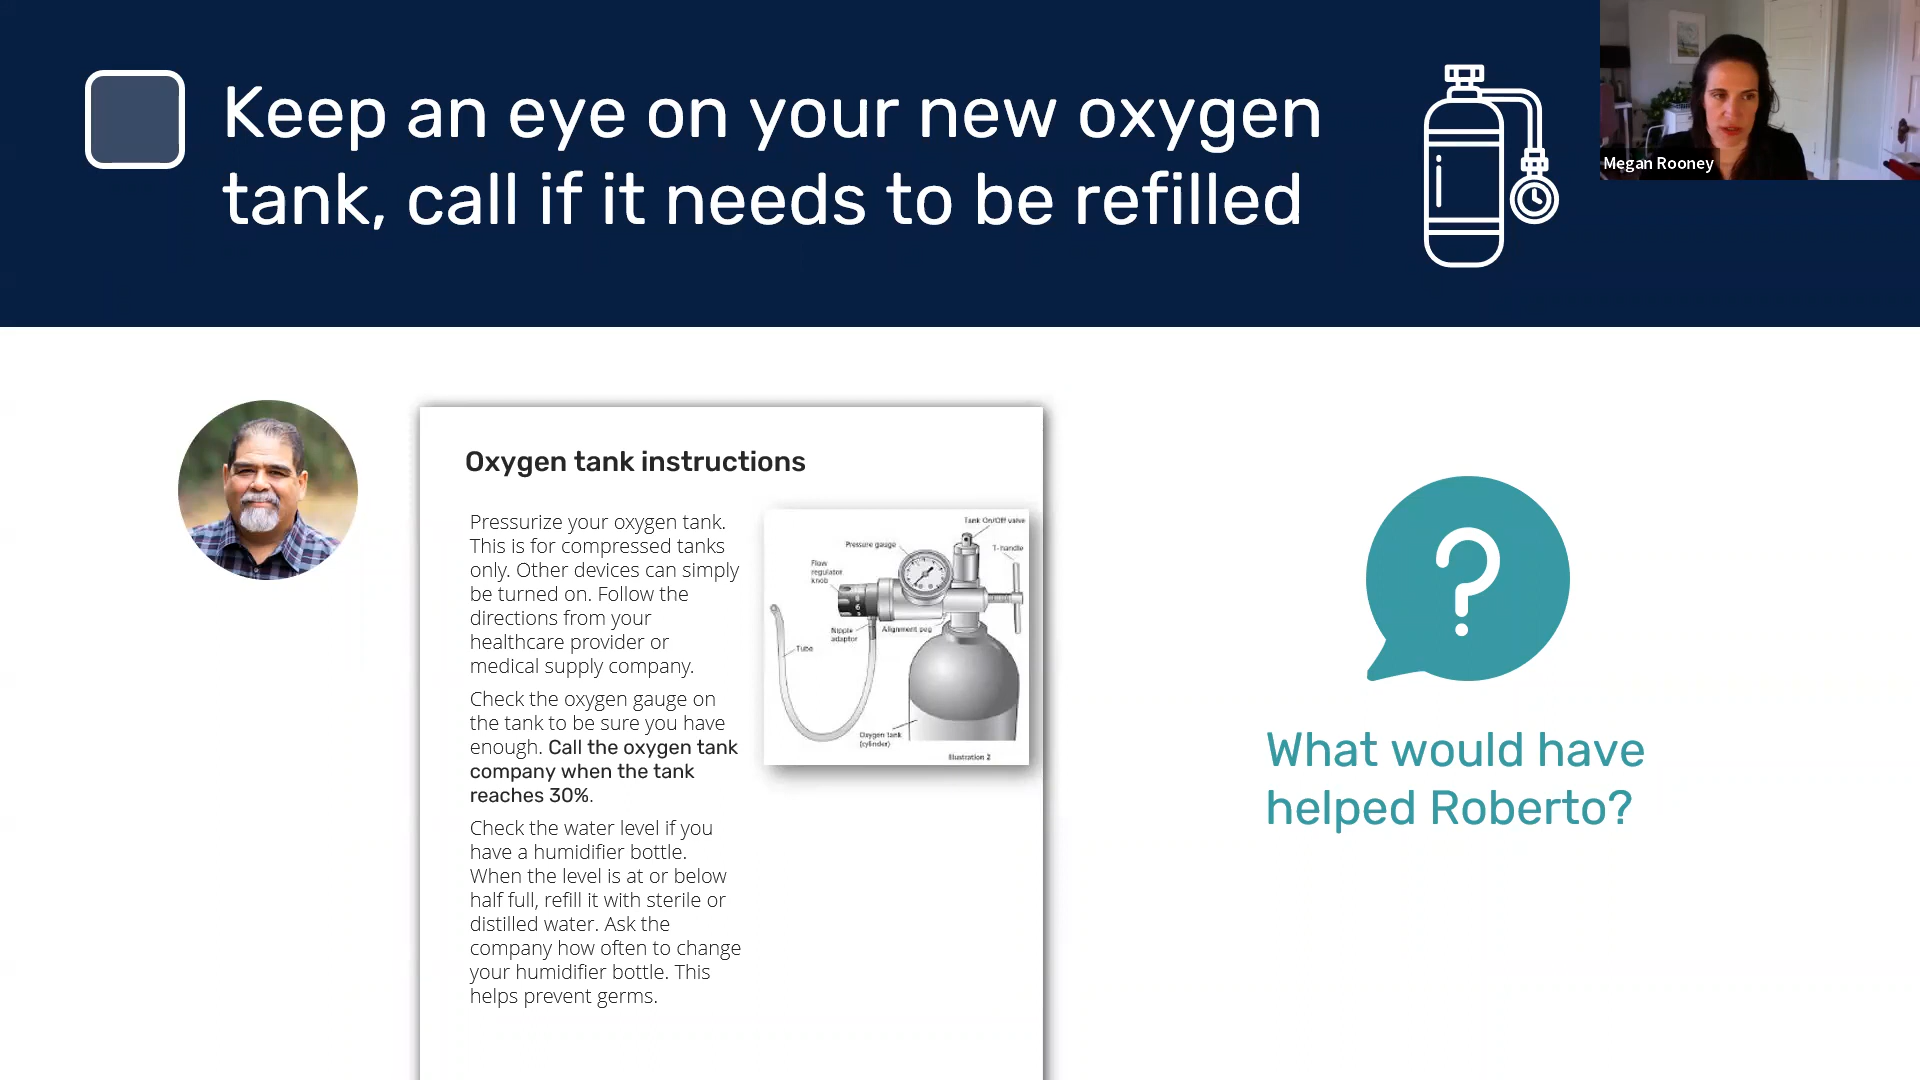 Keep an eye on your new oxygen
tank, call if it needs to be refilled
Megan Rooney
Oxygen tank instructions
Pressurize your oxygen tank.
This is for compressed tanks
only. Other devices can simply
be turned on. Follow the
directions from your
healthcare provider or
medical supply company.
Check the oxygen gauge on
the tank to be sure you have
enough. Call the oxygen tank
company when the tank
reaches 30%.
Check the water level if you
have a humidifier bottle.
When the level is at or below
half full, refill it with sterile or
distilled water. Ask the
company how often to change
your humidifier bottle. This
helps prevent germs.
Tank On/Off valve
Pressure gauge
T-handle
Flow
regulator
knob
Nipple
adaptor
Alignment peg
Tube
Oxygen tank
(cylinder)
Illustration 2
What would have
helped Roberto?